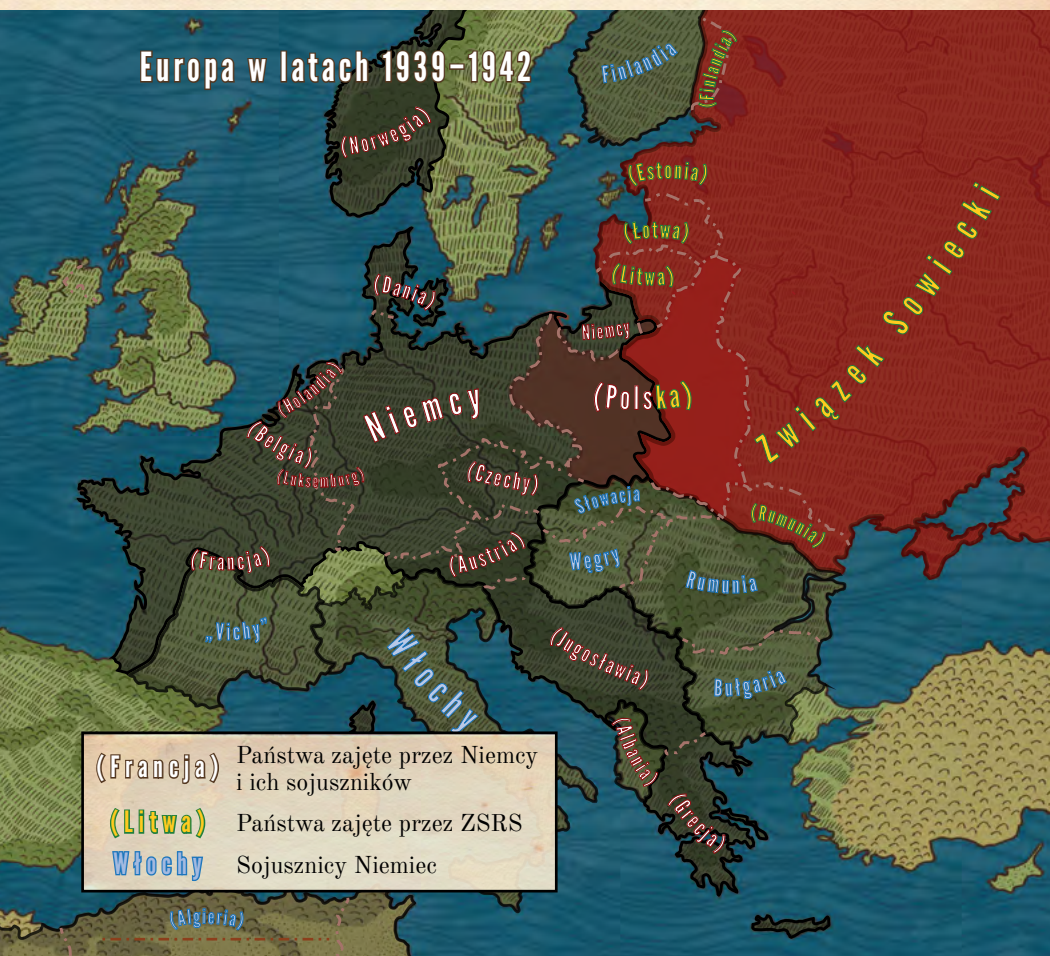 Europa w latach 1939–1942
Finlandia
(Finlandia)
(Norwegia)
(Estonia)
(Łotwa)
(Litwa)
(Dania)
Niemcy
Związek Sowiecki
(Holandia)
Niemcy
(Polska)
(Belgia)
(Luksemburg)
(Czechy)
Słowacja
(Rumunia)
(Francja)
(Austria)
Węgry
Rumunia
„Vichy”
Włochy
(Jugosławia)
Bułgaria
(Albania)
(Grecja)
(Francja) Państwa zajęte przez Niemcy
i ich sojuszników
(Litwa) Państwa zajęte przez ZSRS
Włochy Sojusznicy Niemiec
(Algieria)